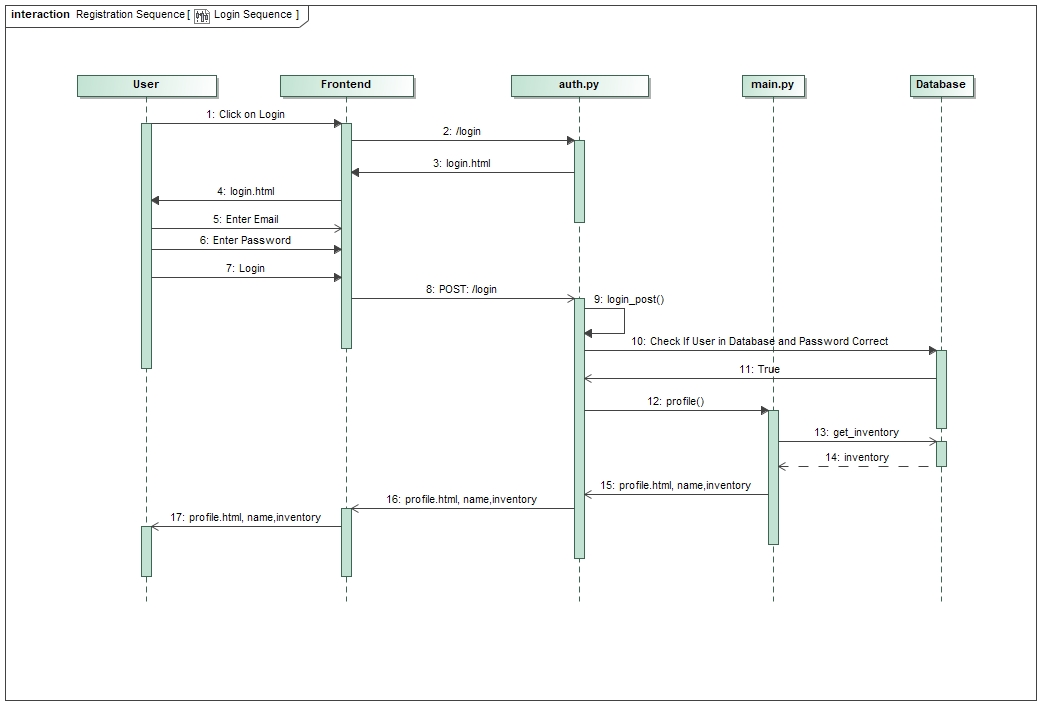 interaction Registration Sequence [ Login Sequence ]
User Frontend auth.py main.py Database
1: Click on Login
2: /login
3: login.html
4: login.html
5: Enter Email
6: Enter Password
7: Login
8: POST: /login
9: login_post()
10: Check If User in Database and Password Correct
11: True
12: profile()
13: get_inventory
14: inventory
15: profile.html, name,inventory
16: profile.html, name,inventory
17: profile.html, name,inventory